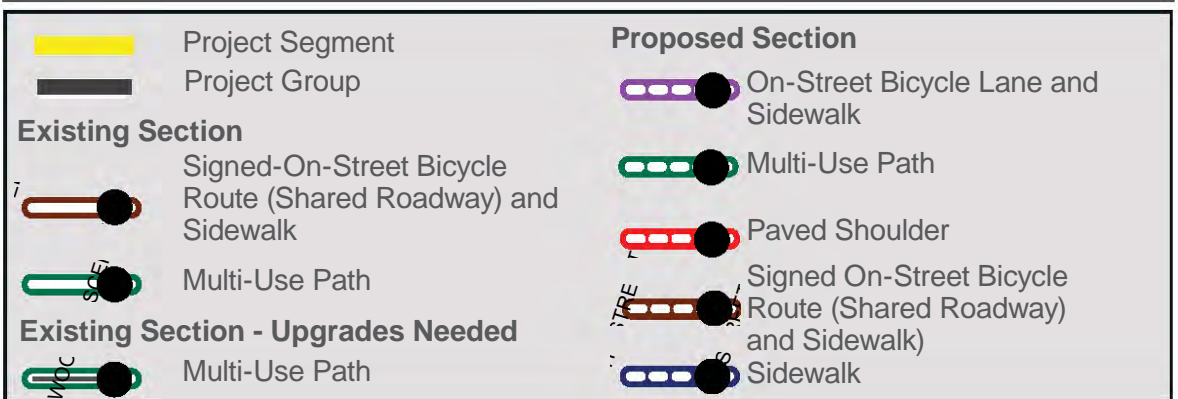 Project Segment
Project Group
Existing Section
Signed-On-Street Bicycle
Route (Shared Roadway) and
Sidewalk
Multi-Use Path
Existing Section - Upgrades Needed
Multi-Use Path
Proposed Section
On-Street Bicycle Lane and
Sidewalk
Multi-Use Path
Paved Shoulder
Signed On-Street Bicycle
Route (Shared Roadway)
and Sidewalk)
Sidewalk